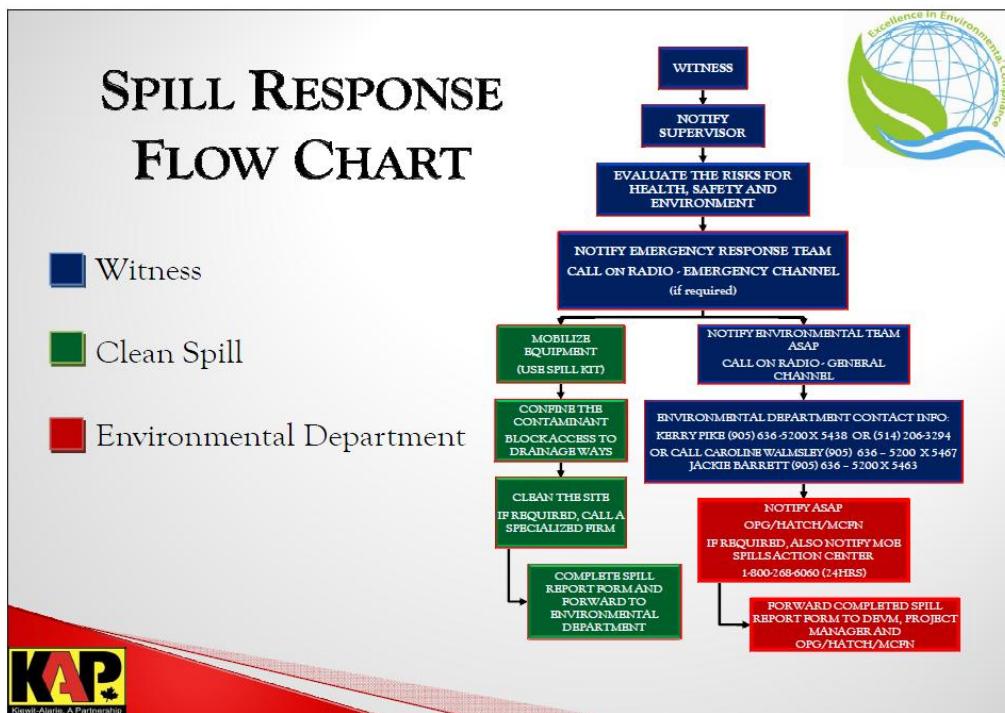 SPILL RESPONSE
FLOW CHART
Witness
Clean Spill
Environmental Department
Excellence in Environmental Compliance
WITNESS
NOTIFY
SUPERVISOR
EVALUATE THE RISKS FOR
HEALTH, SAFETY AND
ENVIRONMENT
NOTIFY EMERGENCY RESPONSE TEAM
CALL ON RADIO - EMERGENCY CHANNEL
(if required)
MOBILIZE
EQUIPMENT
(USE SPILL KIT)
CONFINE THE
CONTAMINANT
BLOCK ACCESS TO
DRAINAGE WAYS
CLEAN THE SITE
IF REQUIRED, CALL A
SPECIALIZED FIRM
COMPLETE SPILL
REPORT FORM AND
FORWARD TO
ENVIRONMENTAL
DEPARTMENT
NOTIFY ENVIRONMENTAL TEAM
ASAP
CALL ON RADIO - GENERAL
CHANNEL
ENVIRONMENTAL DEPARTMENT CONTACT INFO:
KERRY PIKE (905) 636 -5200 X 5438 OR (514) 206-3294
OR CALL CAROLINE WALMSLEY (905) 636 – 5200 X 5467
JACKIE BARRETT (905) 636 – 5200 X 5463
NOTIFY ASAP
OPG/HATCH/MCFN
IF REQUIRED, ALSO NOTIFY MOE
SPILLS ACTION CENTER
1-800-268-6060 (24HRS)
FORWARD COMPLETED SPILL
REPORT FORM TO DBVM, PROJECT
MANAGER AND
OPG/HATCH/MCFN
KAP
Kiewit-Alarie, A Partnership